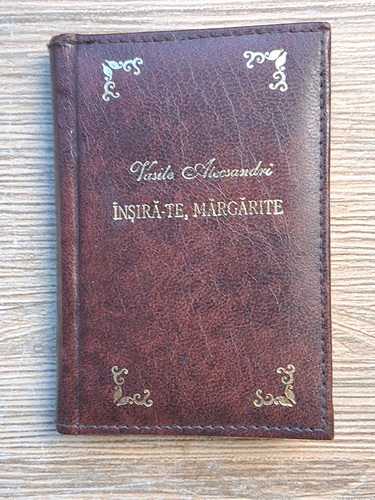 Vasile Alecsandri
ÎNȘIRĂ-TE, MĂRGĂRITE